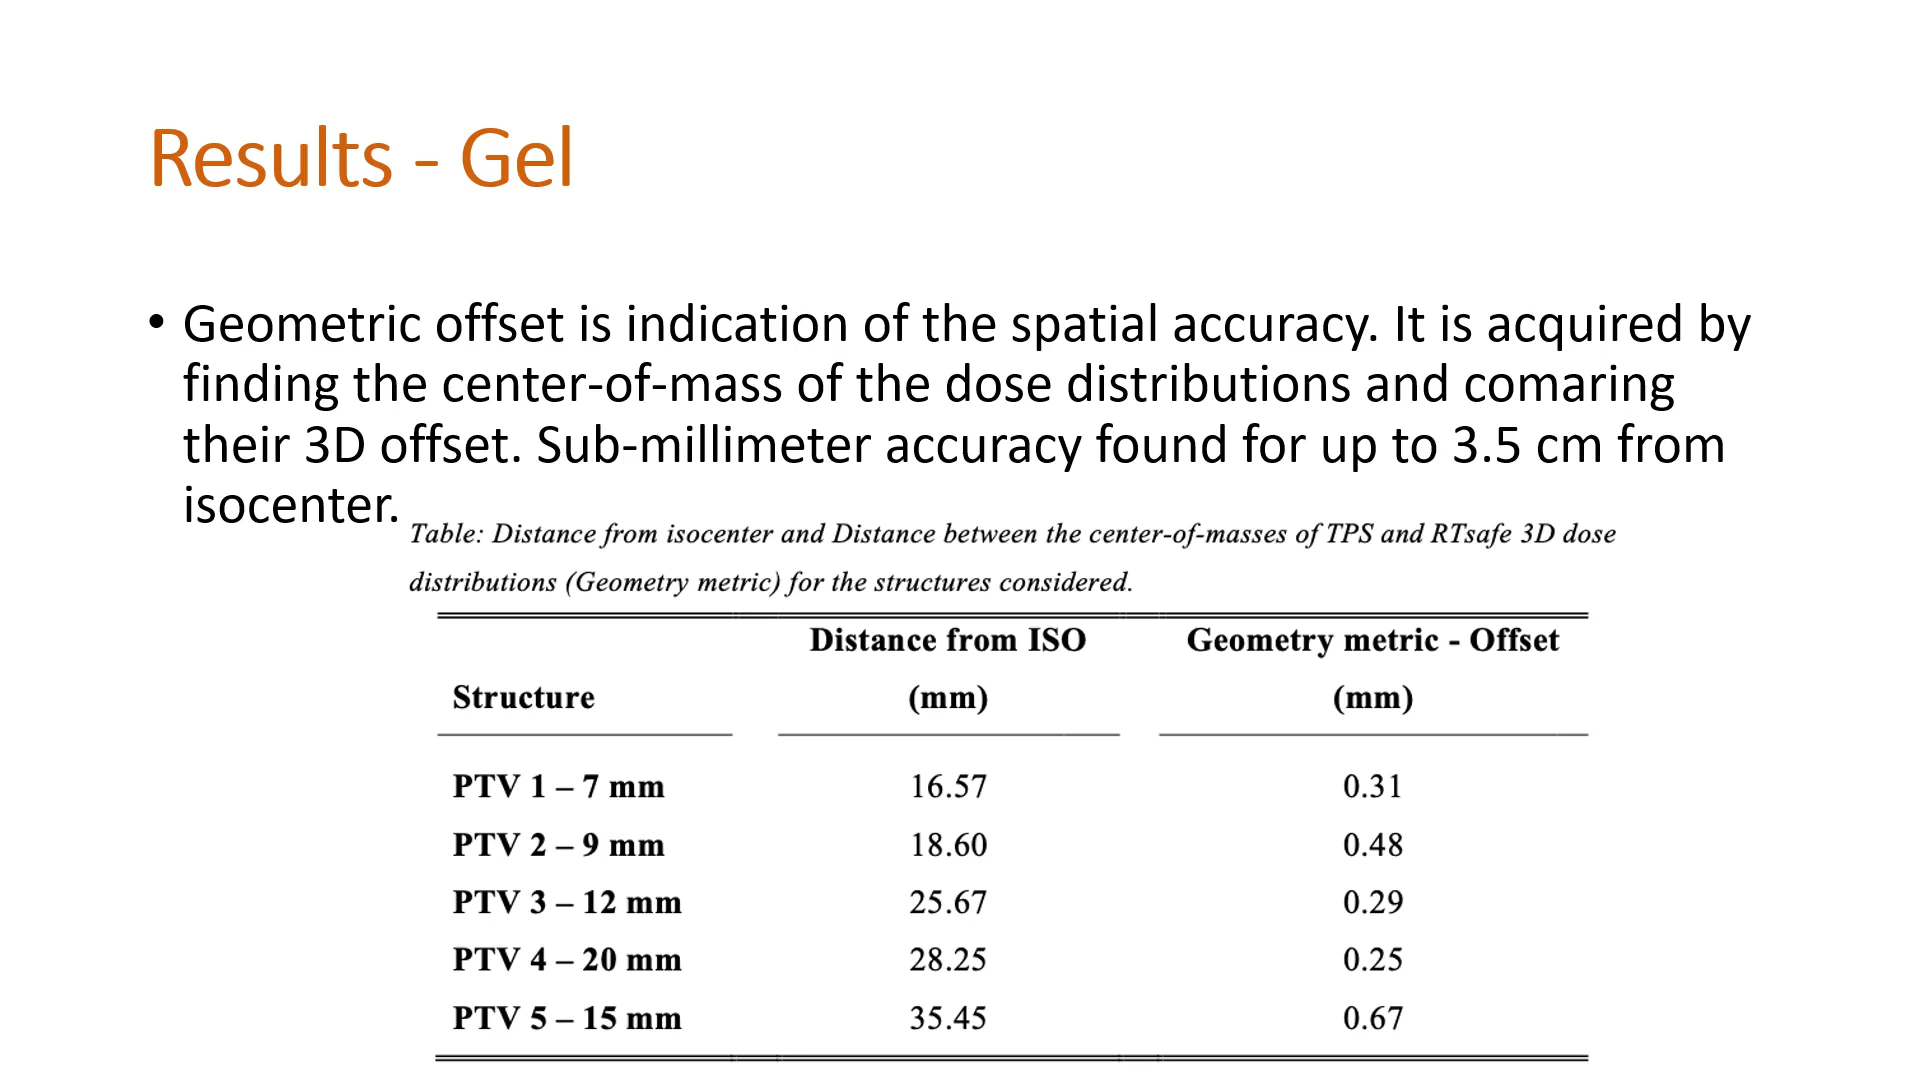 Results - Gel
• Geometric offset is indication of the spatial accuracy. It is acquired by
finding the center-of-mass of the dose distributions and comaring
their 3D offset. Sub-millimeter accuracy found for up to 3.5 cm from
isocenter.
Table: Distance from isocenter and Distance between the center-of-masses of TPS and RTsafe 3D dose
distributions (Geometry metric) for the structures considered.
Distance from ISO Geometry metric - Offset
Structure (mm) (mm)
PTV 1 – 7 mm 16.57 0.31
PTV 2 – 9 mm 18.60 0.48
PTV 3 – 12 mm 25.67 0.29
PTV 4 – 20 mm 28.25 0.25
PTV 5 – 15 mm 35.45 0.67